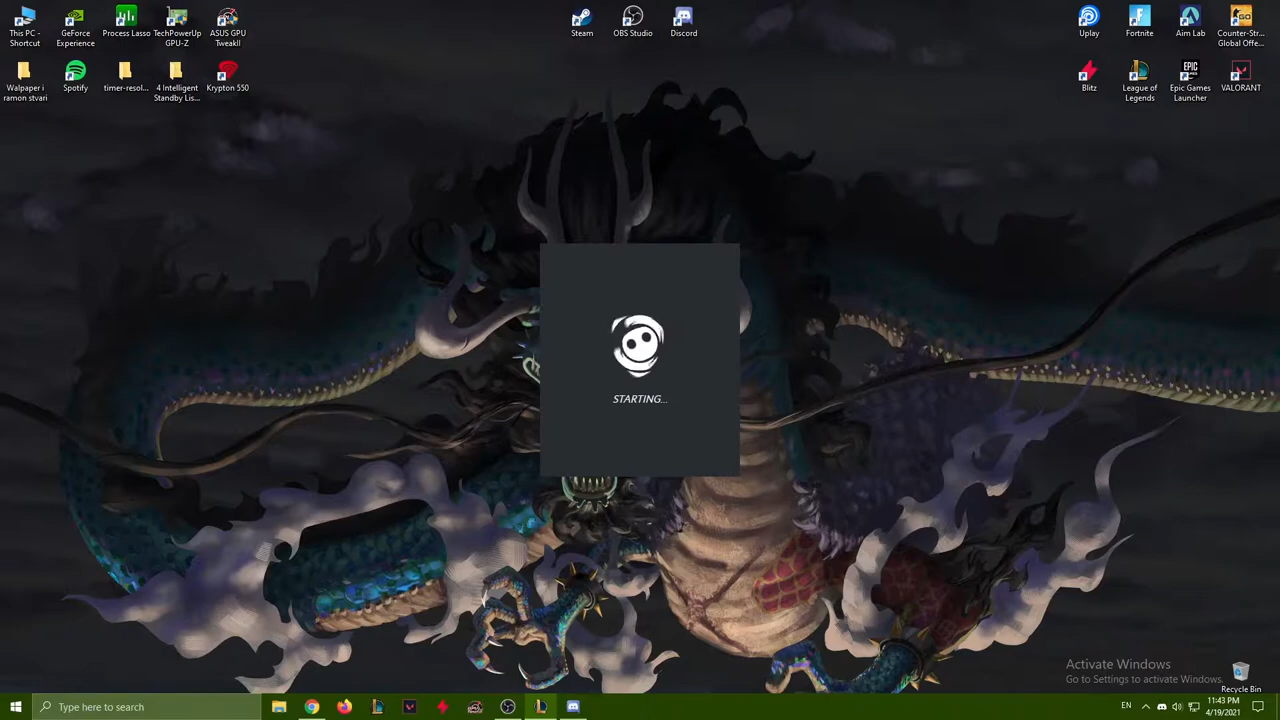 This PC -
Shortcut
GeForce
Experience
Process Lasso
TechPowerUp
GPU-Z
ASUS GPU
TweakII
Steam
OBS Studio
Discord
Uplay
Fortnite
Aim Lab
Counter-Str...
Global Offe...
Walpaper i
ramon stvari
Spotify
timer-resol...
4 Intelligent
Standby Lis...
Krypton 550
Blitz
League of
Legends
EPIC
GAMES
Epic Games
Launcher
VALORANT
STARTING...
Activate Windows
Go to Settings to activate Windows.
Recycle Bin
Type here to search
EN
11:43 PM
4/19/2021